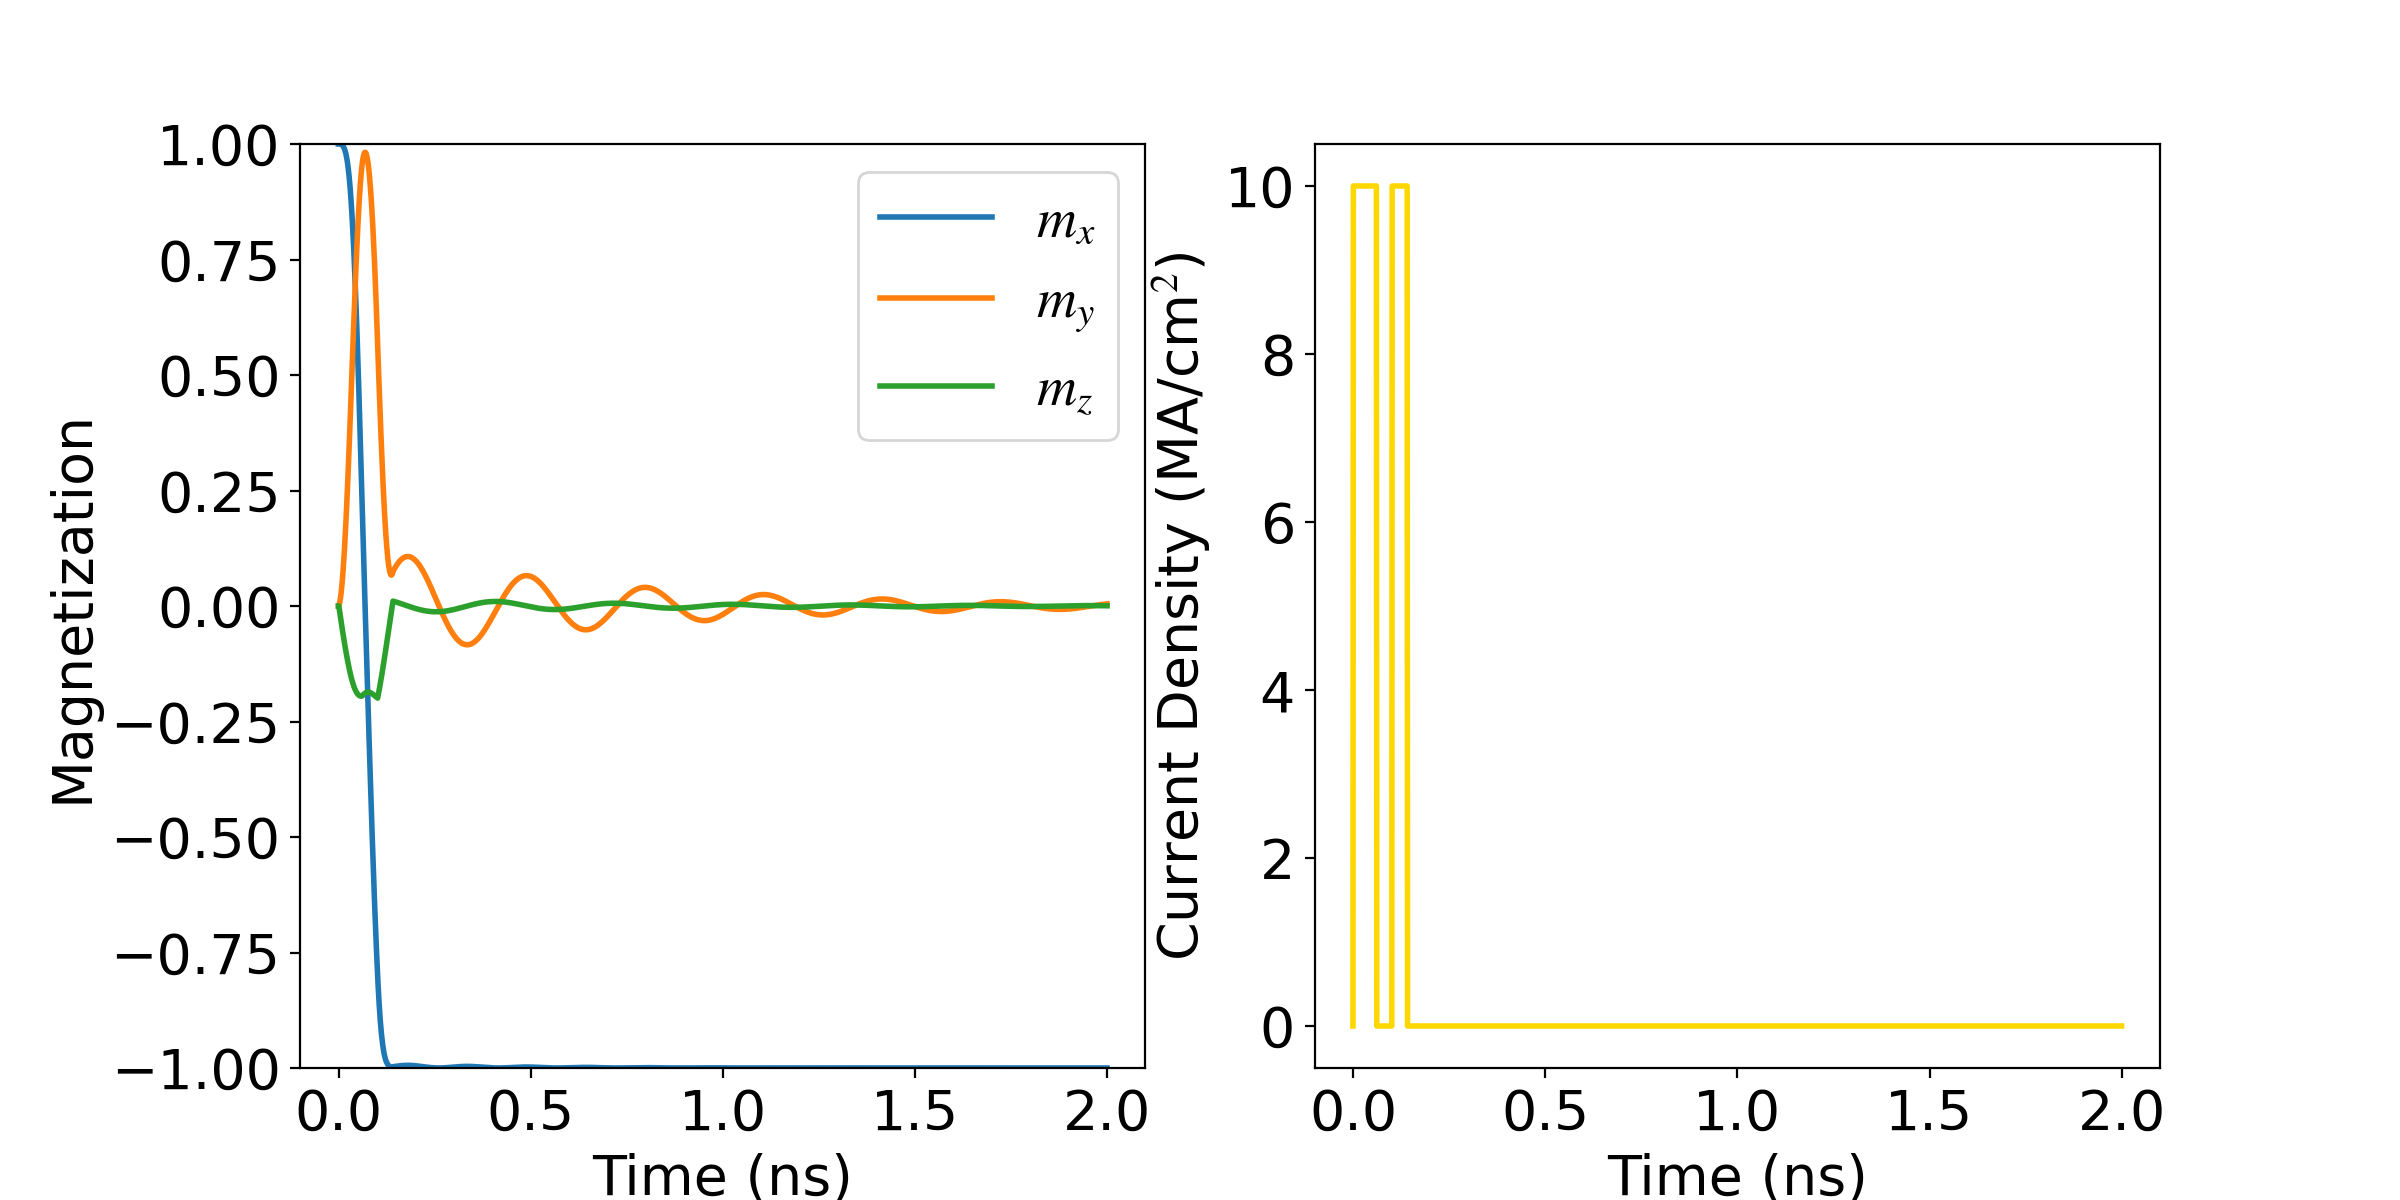 1.00
0.75
0.50
0.25
0.00
−0.25
−0.50
−0.75
−1.00
Magnetization
0.0 0.5 1.0 1.5 2.0
Time (ns)
m_x
m_y
m_z
10
8
6
4
2
0
Current Density (MA/cm²)
0.0 0.5 1.0 1.5 2.0
Time (ns)